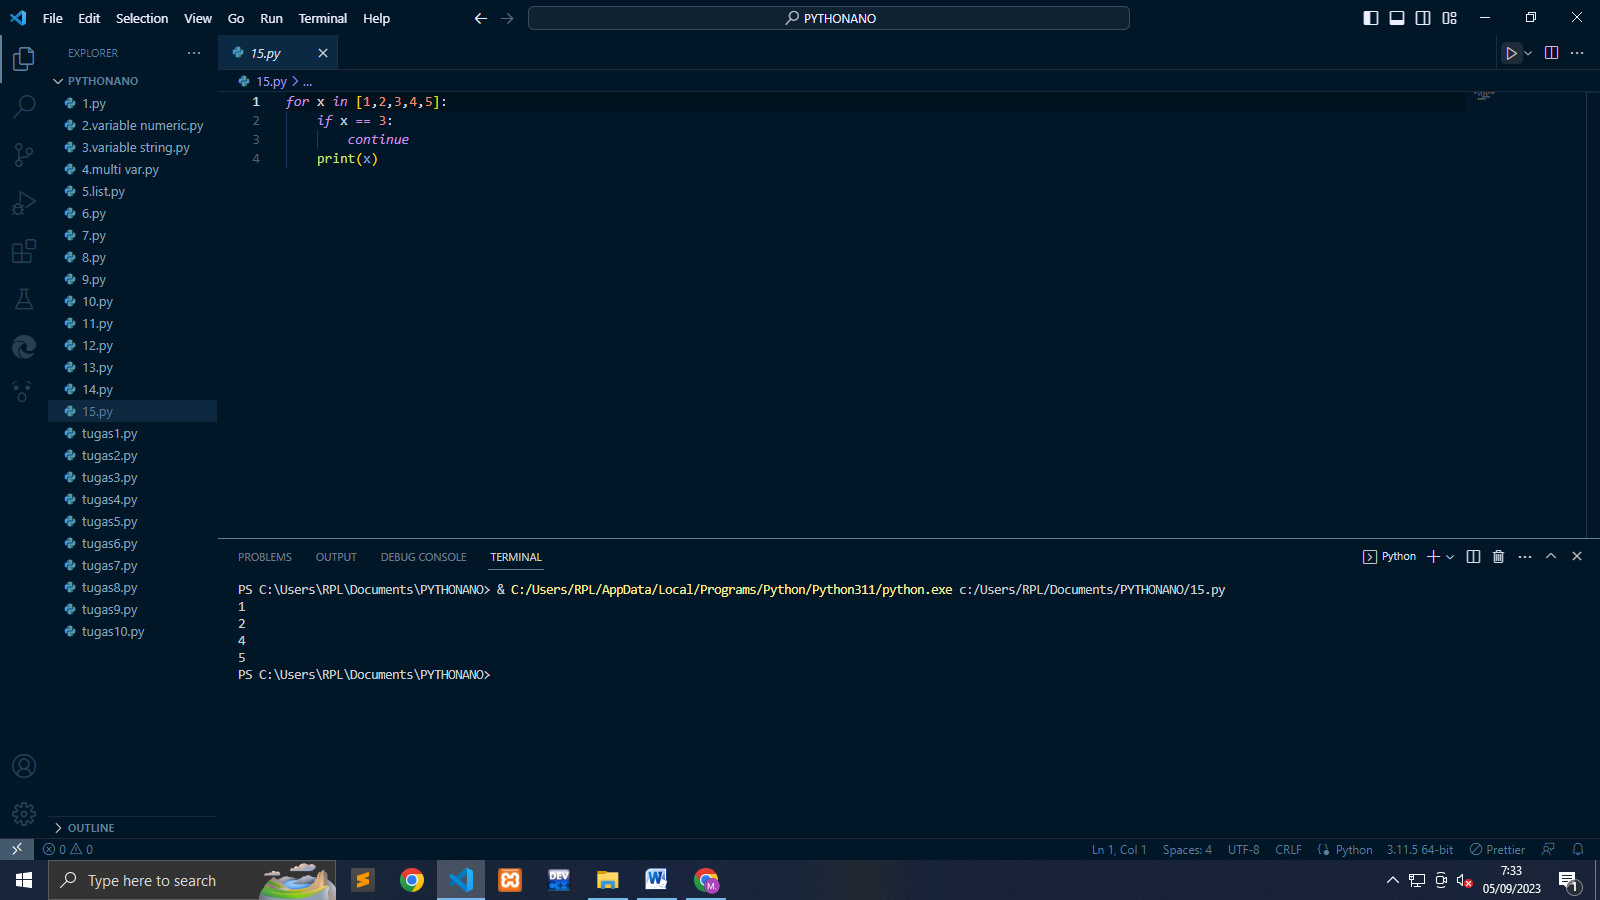 File Edit Selection View Go Run Terminal Help
PYTHONANO
EXPLORER
PYTHONANO
1.py
2.variable numeric.py
3.variable string.py
4.multi var.py
5.list.py
6.py
7.py
8.py
9.py
10.py
11.py
12.py
13.py
14.py
15.py
tugas1.py
tugas2.py
tugas3.py
tugas4.py
tugas5.py
tugas6.py
tugas7.py
tugas8.py
tugas9.py
tugas10.py
OUTLINE
15.py
15.py > ...
1 for x in [1,2,3,4,5]:
2 if x == 3:
3 continue
4 print(x)
PROBLEMS OUTPUT DEBUG CONSOLE TERMINAL
Python
PS C:\Users\RPL\Documents\PYTHONANO> & C:/Users/RPL/AppData/Local/Programs/Python/Python311/python.exe c:/Users/RPL/Documents/PYTHONANO/15.py
1
2
4
5
PS C:\Users\RPL\Documents\PYTHONANO>
0 0
Ln 1, Col 1 Spaces: 4 UTF-8 CRLF Python 3.11.5 64-bit Prettier
Type here to search
DEV
W
M.
7:33
05/09/2023
1